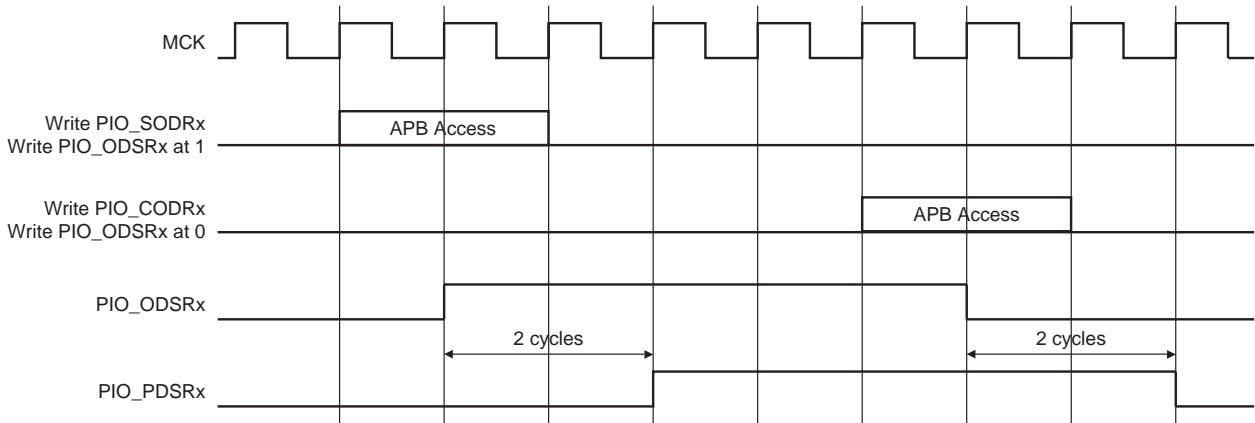 MCK
Write PIO_SODRx
Write PIO_ODSRx at 1
APB Access
Write PIO_CODRx
Write PIO_ODSRx at 0
APB Access
PIO_ODSRx
2 cycles
2 cycles
PIO_PDSRx